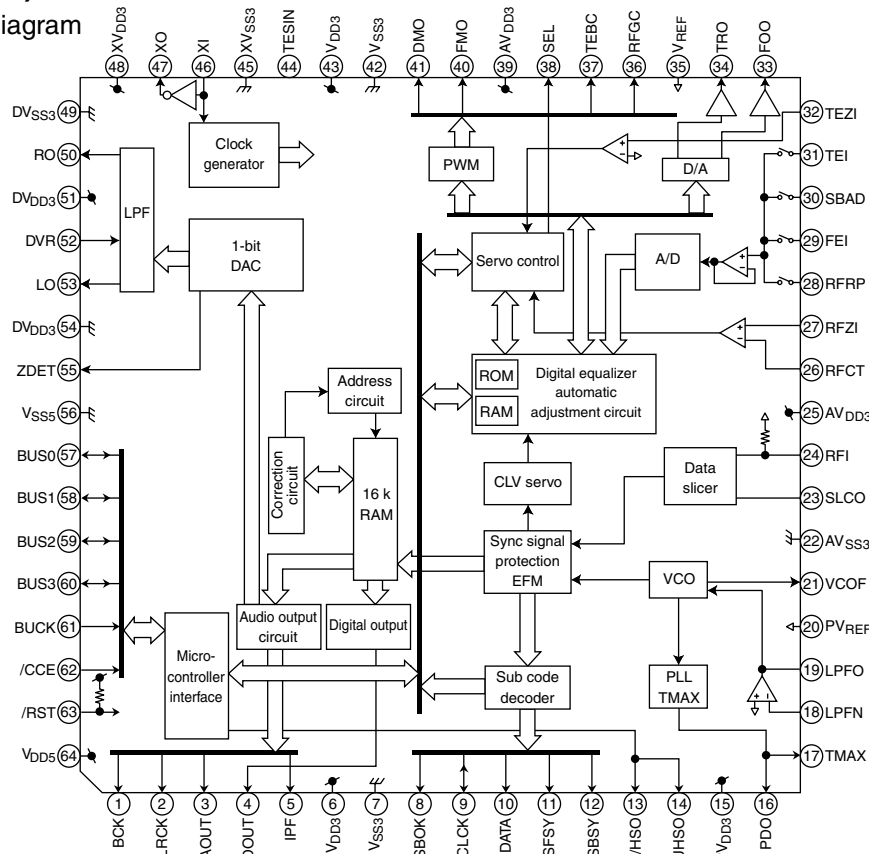 diagram
XVDD3
XO
XI
XVSS3
TESIN
VDD3
VSS3
DMO
FMO
AVDD3
SEL
TEBC
RFGC
VREF
TRO
FOO
48
47
46
45
44
43
42
41
40
39
38
37
36
35
34
33
DVSS3 49
RO 50
DVDD3 51
DVR 52
LO 53
DVDD3 54
ZDET 55
VSS5 56
BUS0 57
BUS1 58
BUS2 59
BUS3 60
BUCK 61
/CCE 62
/RST 63
VDD5 64
Clock
generator
LPF
1-bit
DAC
PWM
D/A
Servo control
A/D
ROM
RAM
Digital equalizer
automatic
adjustment circuit
Address
circuit
Correction
circuit
16 k
RAM
CLV servo
Data
slicer
Sync signal
protection
EFM
VCO
Audio output
circuit
Digital output
Micro-
controller
interface
Sub code
decoder
PLL
TMAX
32 TEZI
31 TEI
30 SBAD
29 FEI
28 RFRP
27 RFZI
26 RFCT
25 AVDD3
24 RFI
23 SLCO
22 AVSS3
21 VCOF
20 PVREF
19 LPFO
18 LPFN
17 TMAX
1
2
3
4
5
6
7
8
9
10
11
12
13
14
15
16
BCK
LRCK
AOUT
DOUT
IPF
VDD3
VSS3
SBOK
CLCK
DATA
SFSY
SBSY
/HSO
VDD3
PDO